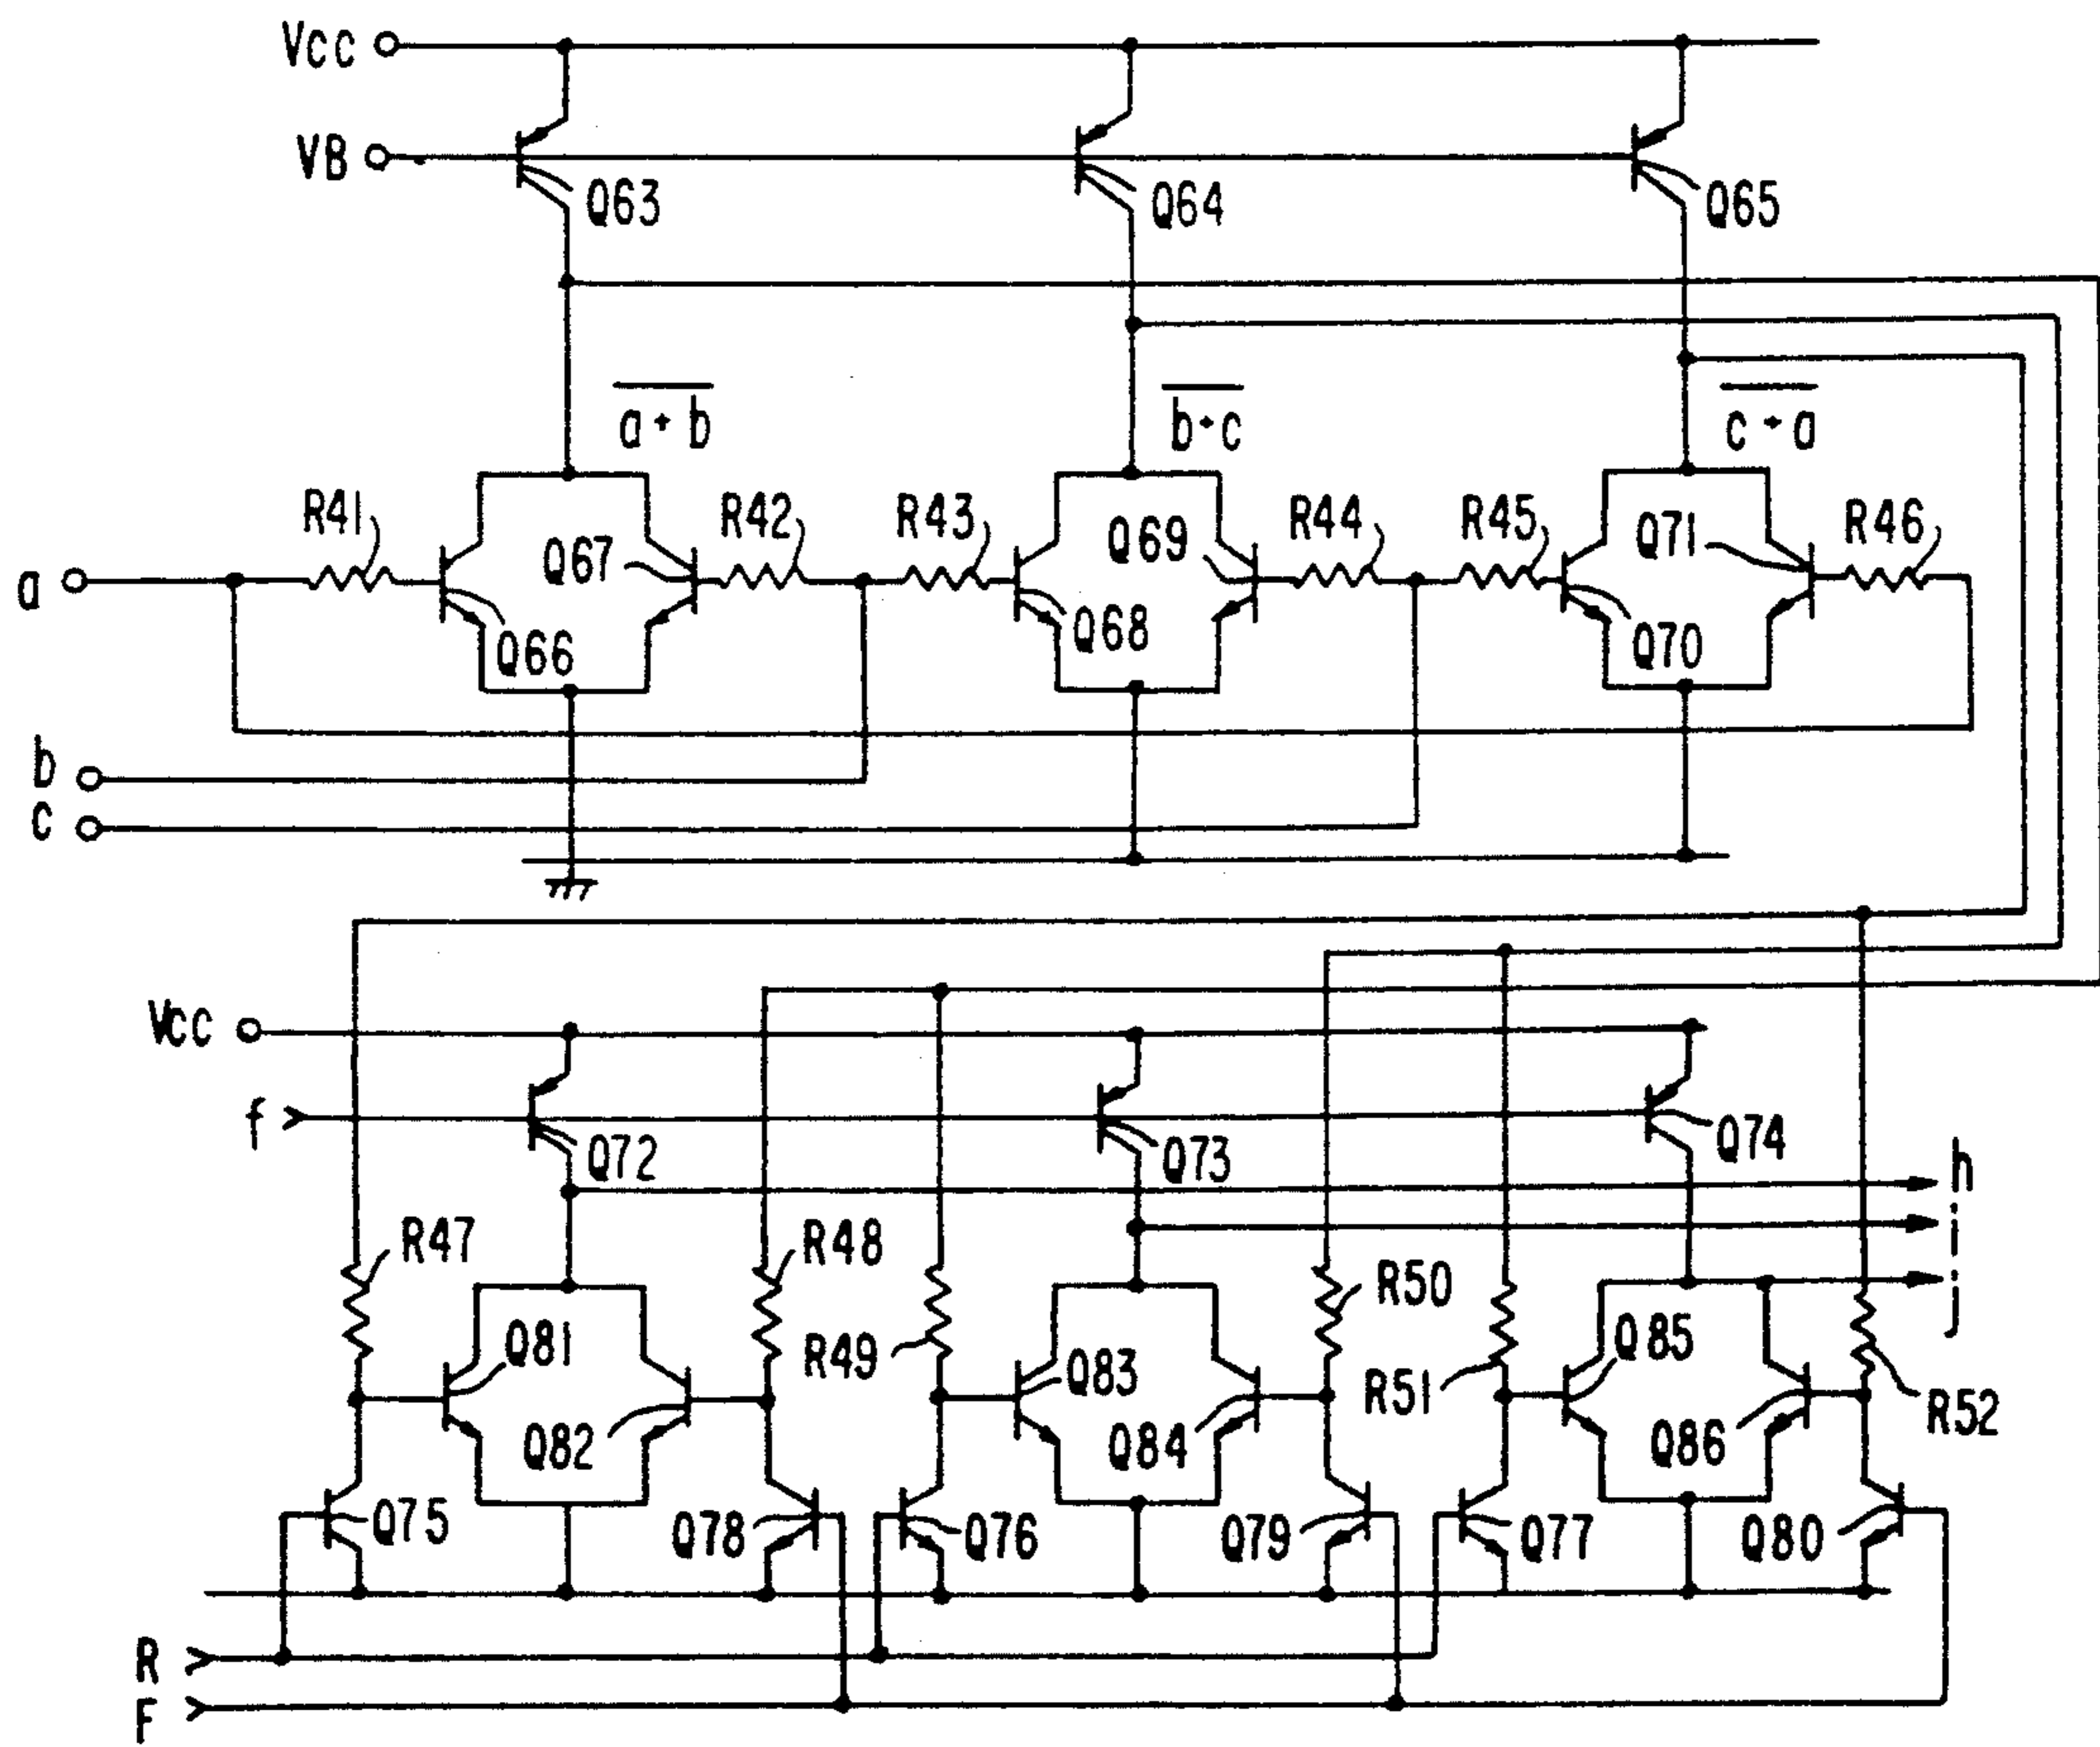 Vcc
VB
Q63
Q64
Q65
a + b
b + c
c + a
R41
Q67
R42
R43
Q69
R44
R45
Q71
R46
a
Q66
Q68
Q70
b
c
Vcc
f
Q72
Q73
Q74
h
i
j
R47
R48
R49
R50
R51
R52
Q81
Q82
Q83
Q84
Q85
Q86
Q75
Q78
Q76
Q79
Q77
Q80
R
F